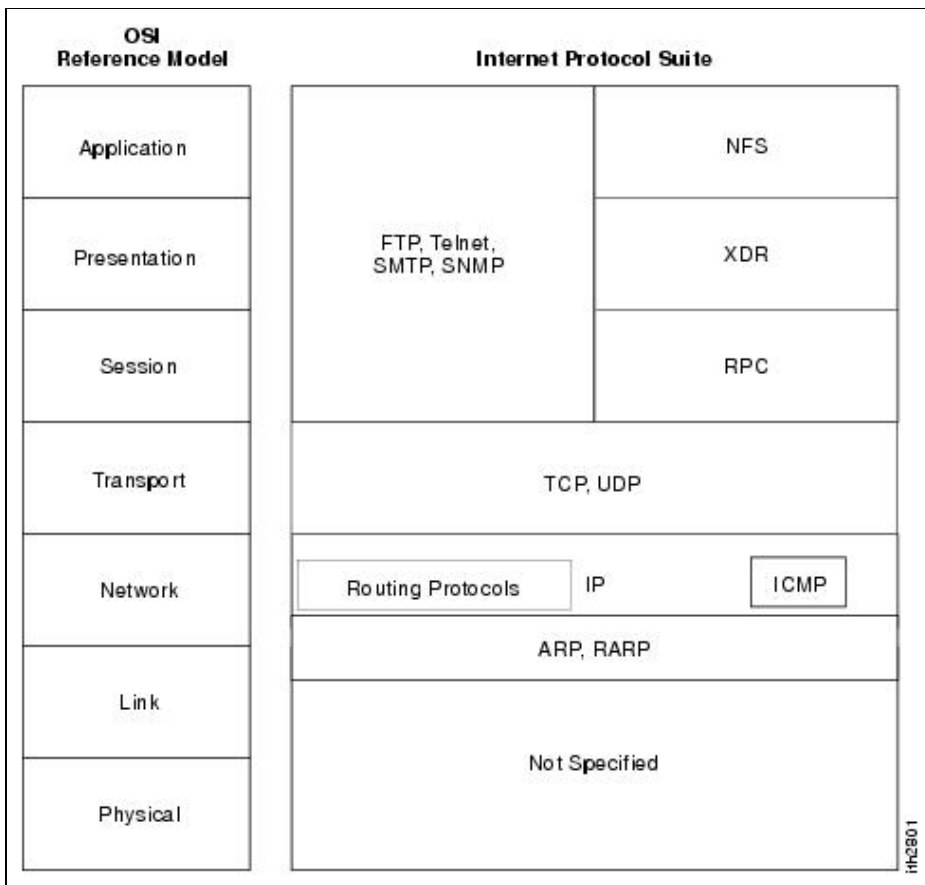 OSI
Reference Model
Internet Protocol Suite
Application
Presentation
Session
Transport
Network
Link
Physical
FTP, Telnet,
SMTP, SNMP
NFS
XDR
RPC
TCP, UDP
Routing Protocols
IP
ICMP
ARP, RARP
Not Specified
ith2801